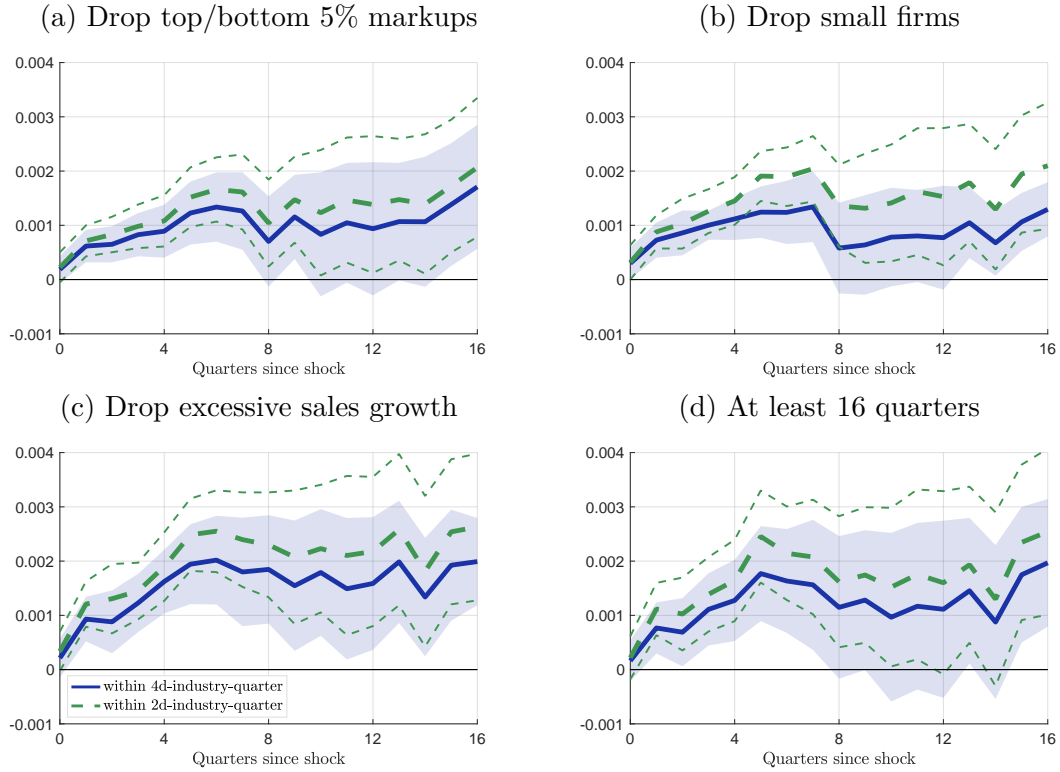 (a) Drop top/bottom 5% markups
0.004
0.003
0.002
0.001
0
-0.001
0 4 8 12 16
Quarters since shock
(b) Drop small firms
0.004
0.003
0.002
0.001
0
-0.001
0 4 8 12 16
Quarters since shock
(c) Drop excessive sales growth
0.004
0.003
0.002
0.001
0
-0.001
within 4d-industry-quarter
within 2d-industry-quarter
0 4 8 12 16
Quarters since shock
(d) At least 16 quarters
0.004
0.003
0.002
0.001
0
-0.001
0 4 8 12 16
Quarters since shock